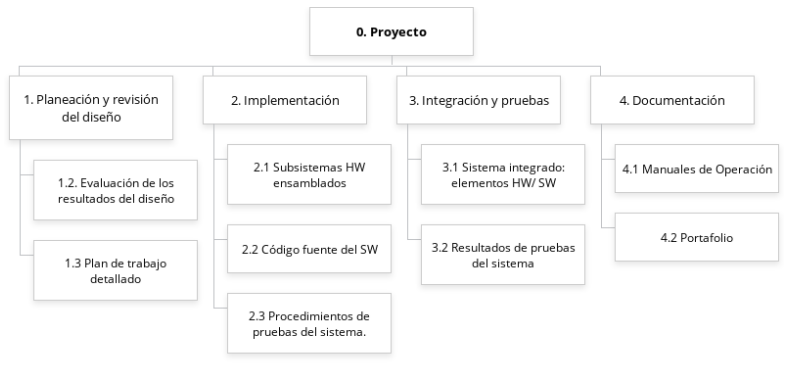 0. Proyecto
1. Planeación y revisión
del diseño
1.2. Evaluación de los
resultados del diseño
1.3 Plan de trabajo
detallado
2. Implementación
2.1 Subsistemas HW
ensamblados
2.2 Código fuente del SW
2.3 Procedimientos de
pruebas del sistema.
3. Integración y pruebas
3.1 Sistema integrado:
elementos HW/ SW
3.2 Resultados de pruebas
del sistema
4. Documentación
4.1 Manuales de Operación
4.2 Portafolio